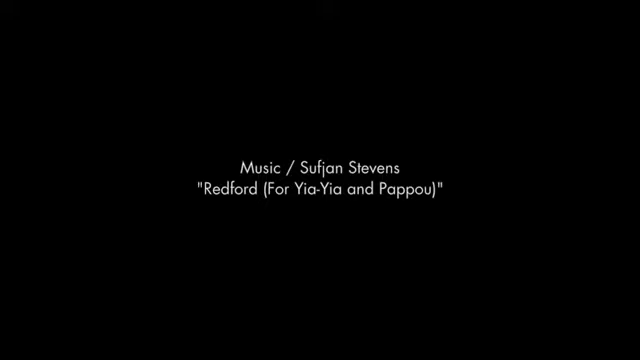 Music / Sufjan Stevens
"Redford (For Yia-Yia and Pappou)"